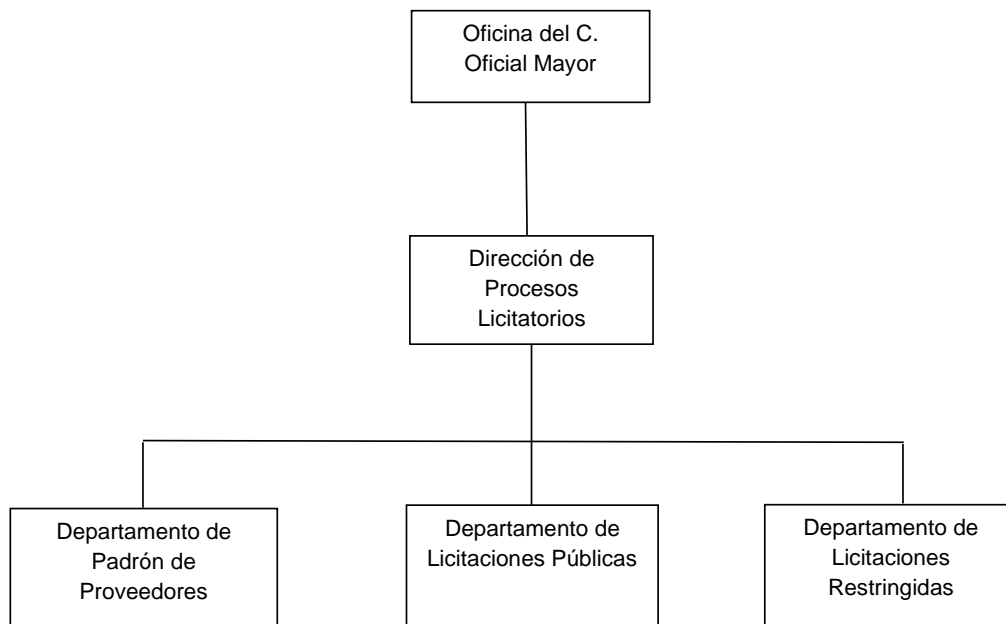 Oficina del C.
Oficial Mayor
Dirección de
Procesos
Licitatorios
Departamento de
Padrón de
Proveedores
Departamento de
Licitaciones Públicas
Departamento de
Licitaciones
Restringidas